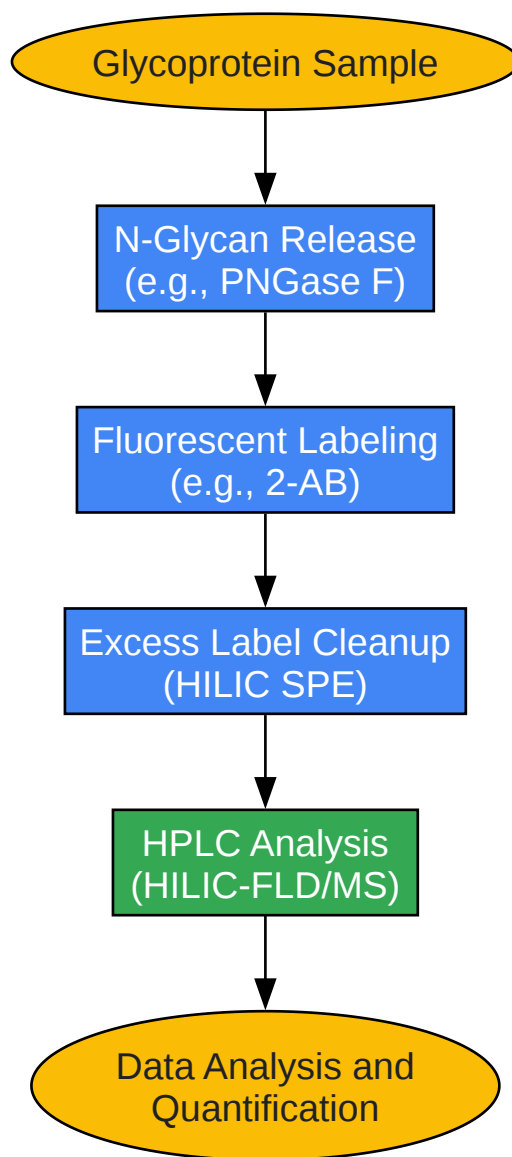 Glycoprotein Sample
N-Glycan Release
(e.g., PNGase F)
Fluorescent Labeling
(e.g., 2-AB)
Excess Label Cleanup
(HILIC SPE)
HPLC Analysis
(HILIC-FLD/MS)
Data Analysis and
Quantification